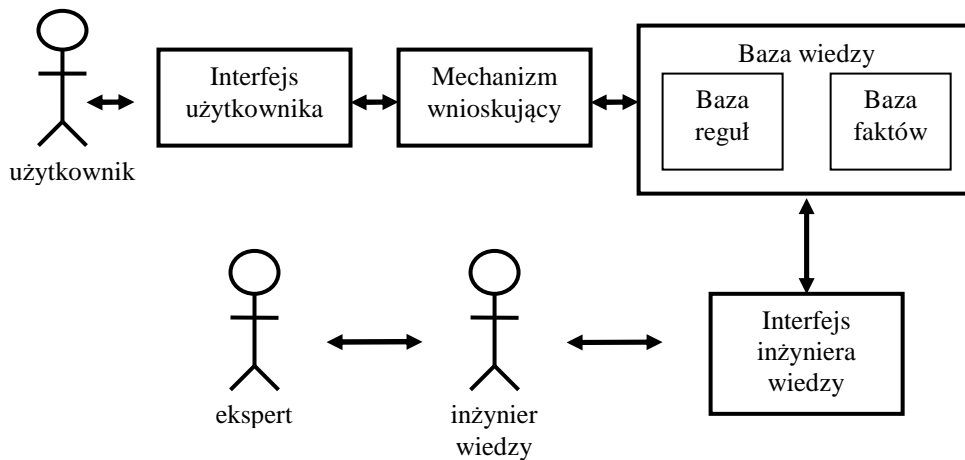 Interfejs
użytkownika
Mechanizm
wnioskujący
Baza wiedzy
Baza
reguł
Baza
faktów
użytkownik
ekspert
inżynier
wiedzy
Interfejs
inżyniera
wiedzy